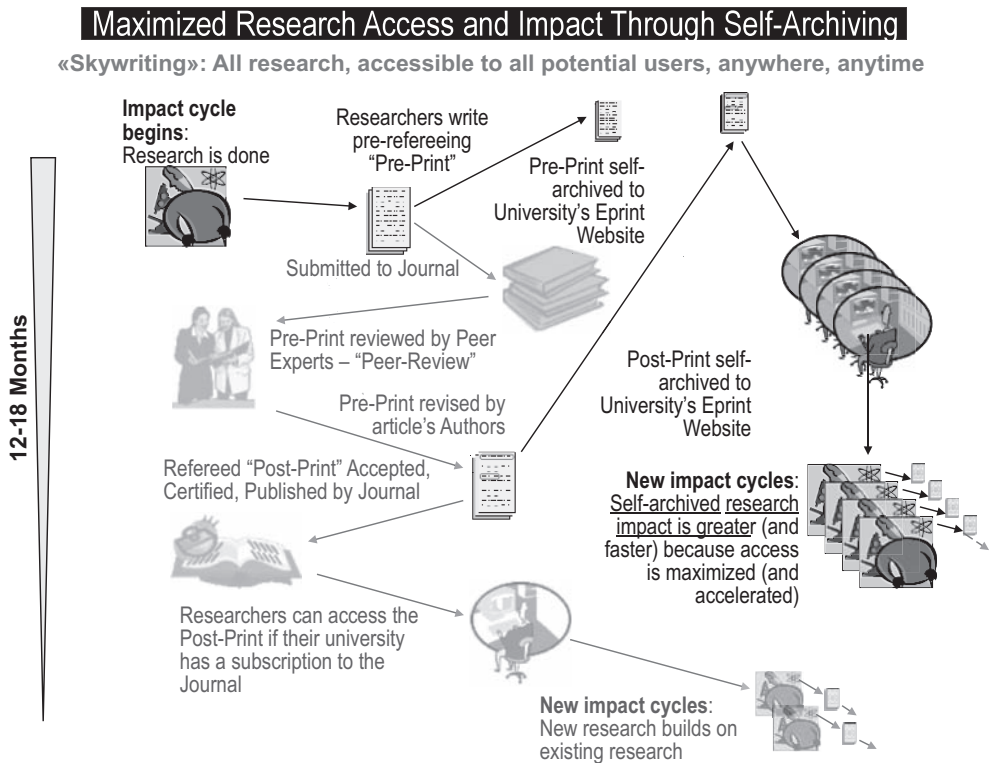 Maximized Research Access and Impact Through Self-Archiving
«Skywriting»: All research, accessible to all potential users, anywhere, anytime
Impact cycle
begins:
Research is done
Researchers write
pre-refereeing
“Pre-Print”
Pre-Print self-
archived to
University’s Eprint
Website
Submitted to Journal
12-18 Months
Pre-Print reviewed by Peer
Experts – “Peer-Review”
Pre-Print revised by
article’s Authors
Post-Print self-
archived to
University’s Eprint
Website
Refereed “Post-Print” Accepted,
Certified, Published by Journal
New impact cycles:
Self-archived research
impact is greater (and
faster) because access
is maximized (and
accelerated)
Researchers can access the
Post-Print if their university
has a subscription to the
Journal
New impact cycles:
New research builds on
existing research